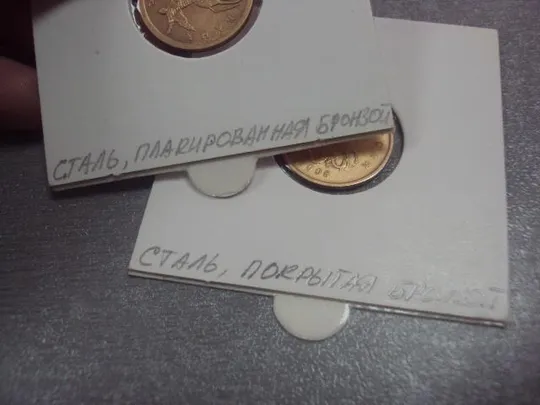 СТАЛЬ, ПЛАКИРОВАННАЯ БРОНЗОЙ
СТАЛЬ, ПОКРЫТАЯ БРОНЗОЙ